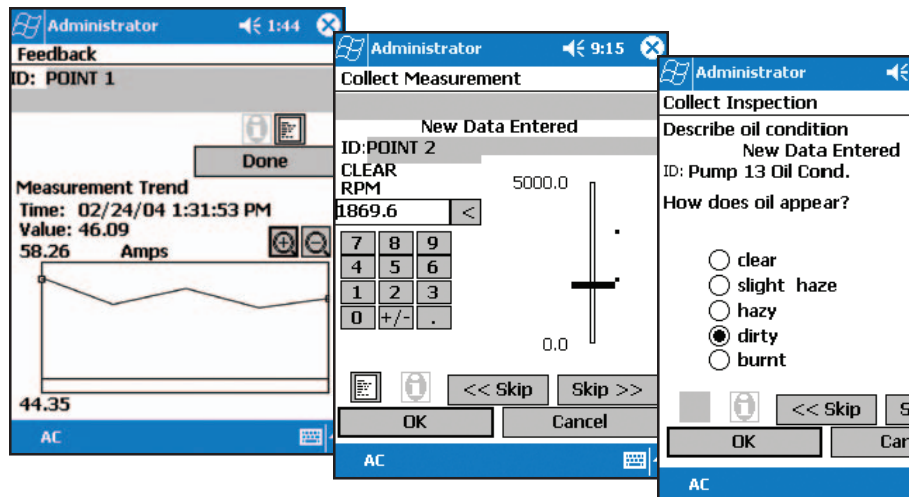 Administrator 1:44
Feedback
ID: POINT 1
Done
Measurement Trend
Time: 02/24/04 1:31:53 PM
Value: 46.09
58.26 Amps
44.35
AC
Administrator 9:15
Collect Measurement
New Data Entered
ID:POINT 2
CLEAR
RPM
5000.0
1869.6 <
7 8 9
4 5 6
1 2 3
0 +/- .
0.0
<< Skip Skip >>
OK Cancel
AC
Administrator
Collect Inspection
Describe oil condition
New Data Entered
ID: Pump 13 Oil Cond.
How does oil appear?
clear
slight haze
hazy
dirty
burnt
<< Skip S
OK Car
AC